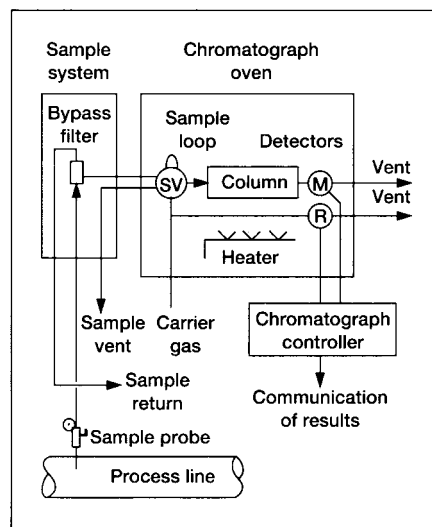 Sample
system
Chromatograph
oven
Bypass
filter
Sample
loop
Detectors
Vent
SV
Column
M
Vent
R
Heater
Sample
vent
Carrier
gas
Chromatograph
controller
Sample
return
Communication
of results
Sample probe
Process line